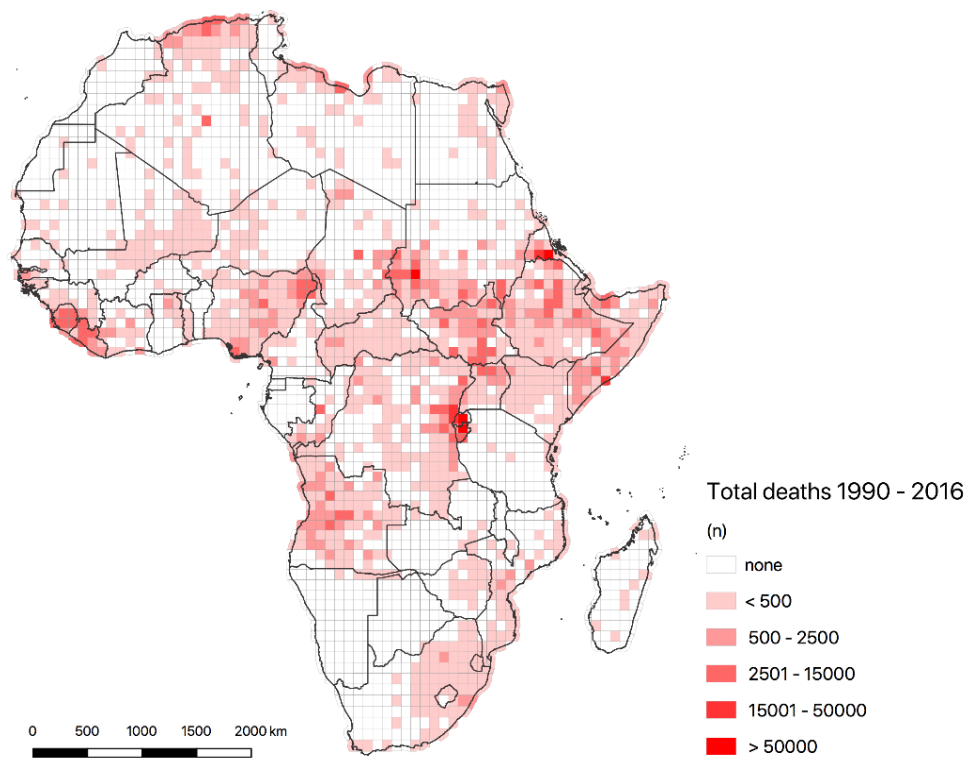 Total deaths 1990 - 2016
(n)
none
< 500
500 - 2500
2501 - 15000
15001 - 50000
> 50000
0 500 1000 1500 2000 km